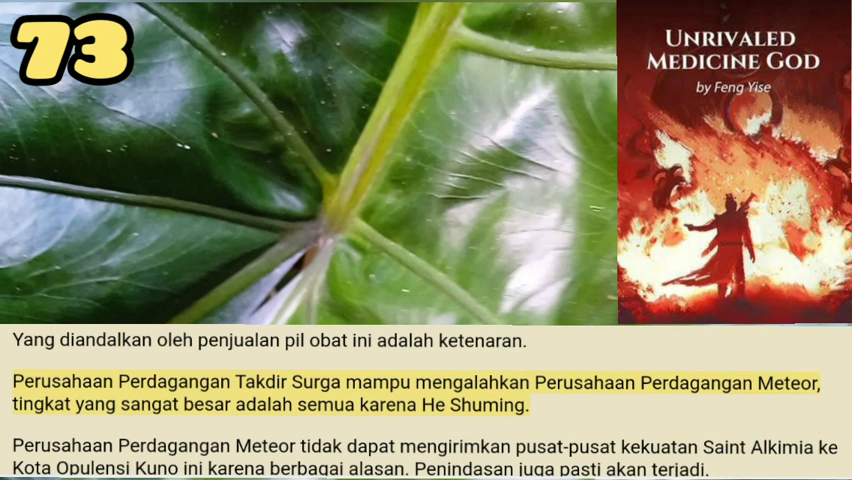 73
UNRIVALED
MEDICINE GOD
by Feng Yise
Yang diandalkan oleh penjualan pil obat ini adalah ketenaran.
Perusahaan Perdagangan Takdir Surga mampu mengalahkan Perusahaan Perdagangan Meteor,
tingkat yang sangat besar adalah semua karena He Shuming.
Perusahaan Perdagangan Meteor tidak dapat mengirimkan pusat-pusat kekuatan Saint Alkimia ke
Kota Opulensi Kuno ini karena berbagai alasan. Penindasan juga pasti akan terjadi.